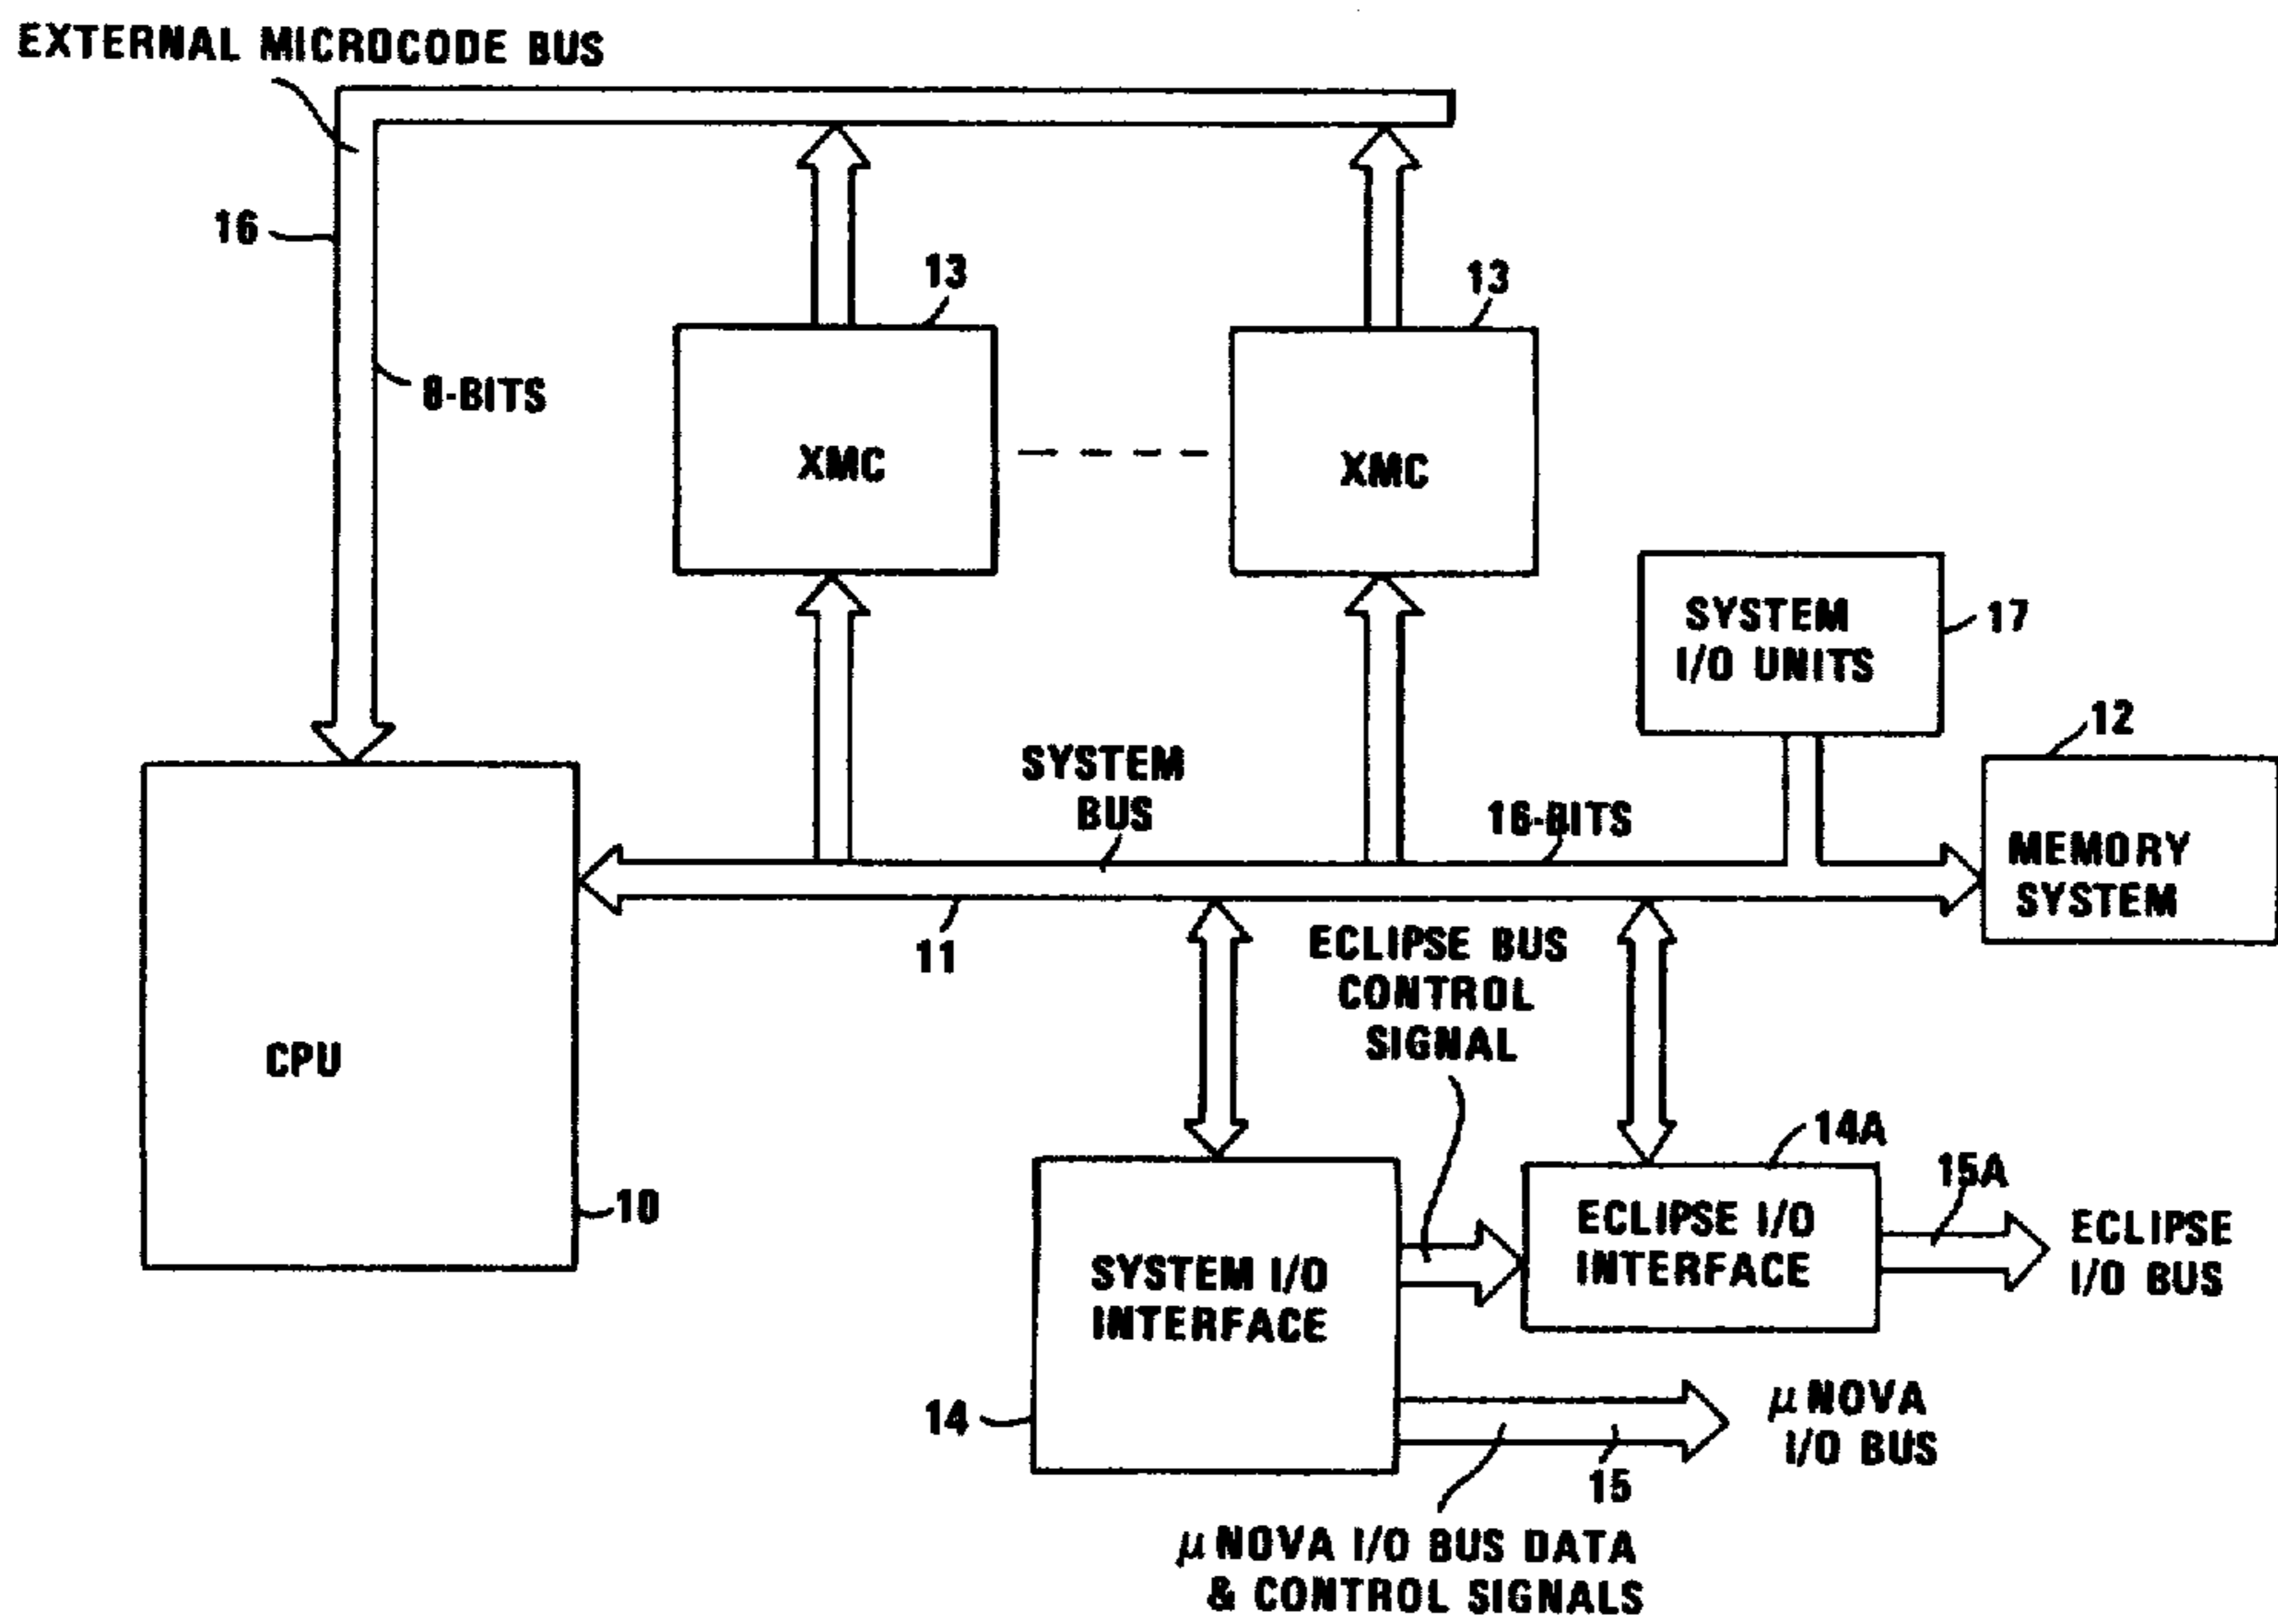 EXTERNAL MICROCODE BUS
16
13
13
8-BITS
XMC
XMC
SYSTEM
I/O UNITS
17
12
SYSTEM
BUS
16-BITS
MEMORY
SYSTEM
11
ECLIPSE BUS
CONTROL
SIGNAL
CPU
10
14A
15A
ECLIPSE I/O
INTERFACE
ECLIPSE
I/O BUS
SYSTEM I/O
INTERFACE
14
μ NOVA
I/O BUS
15
μ NOVA I/O BUS DATA
& CONTROL SIGNALS